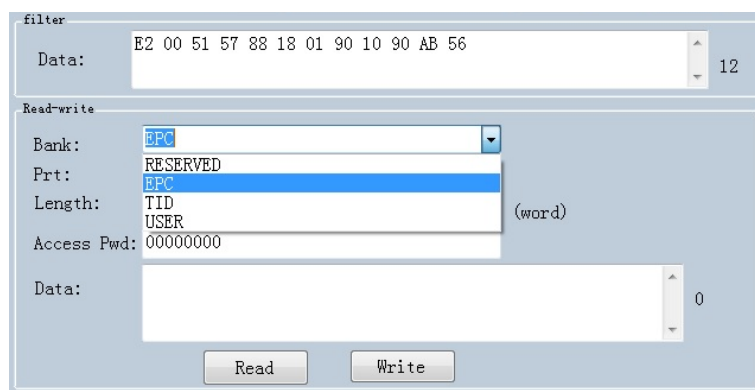 filter
Data: E2 00 51 57 88 18 01 90 10 90 AB 56
12
Read-write
Bank: EPC
RESERVED
Prt: EPC
Length: TID
(word)
USER
Access Pwd: 00000000
Data:
0
Read Write